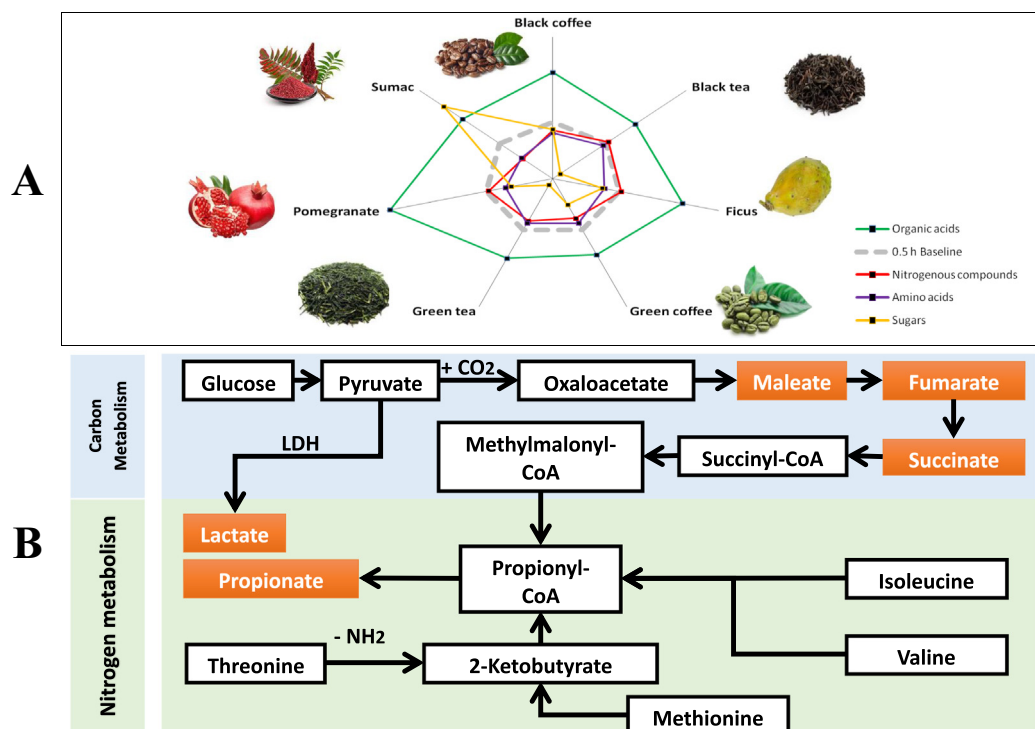 A
Black coffee
Sumac
Black tea
Pomegranate
Ficus
Green tea
Green coffee
Organic acids
0.5 h Baseline
Nitrogenous compounds
Amino acids
Sugars
B
Carbon
Metabolism
Glucose
Pyruvate
+ CO2
Oxaloacetate
Maleate
Fumarate
LDH
Methylmalonyl-
CoA
Succinyl-CoA
Succinate
Nitrogen metabolism
Lactate
Propionate
Propionyl-
CoA
Isoleucine
- NH2
Threonine
2-Ketobutyrate
Valine
Methionine